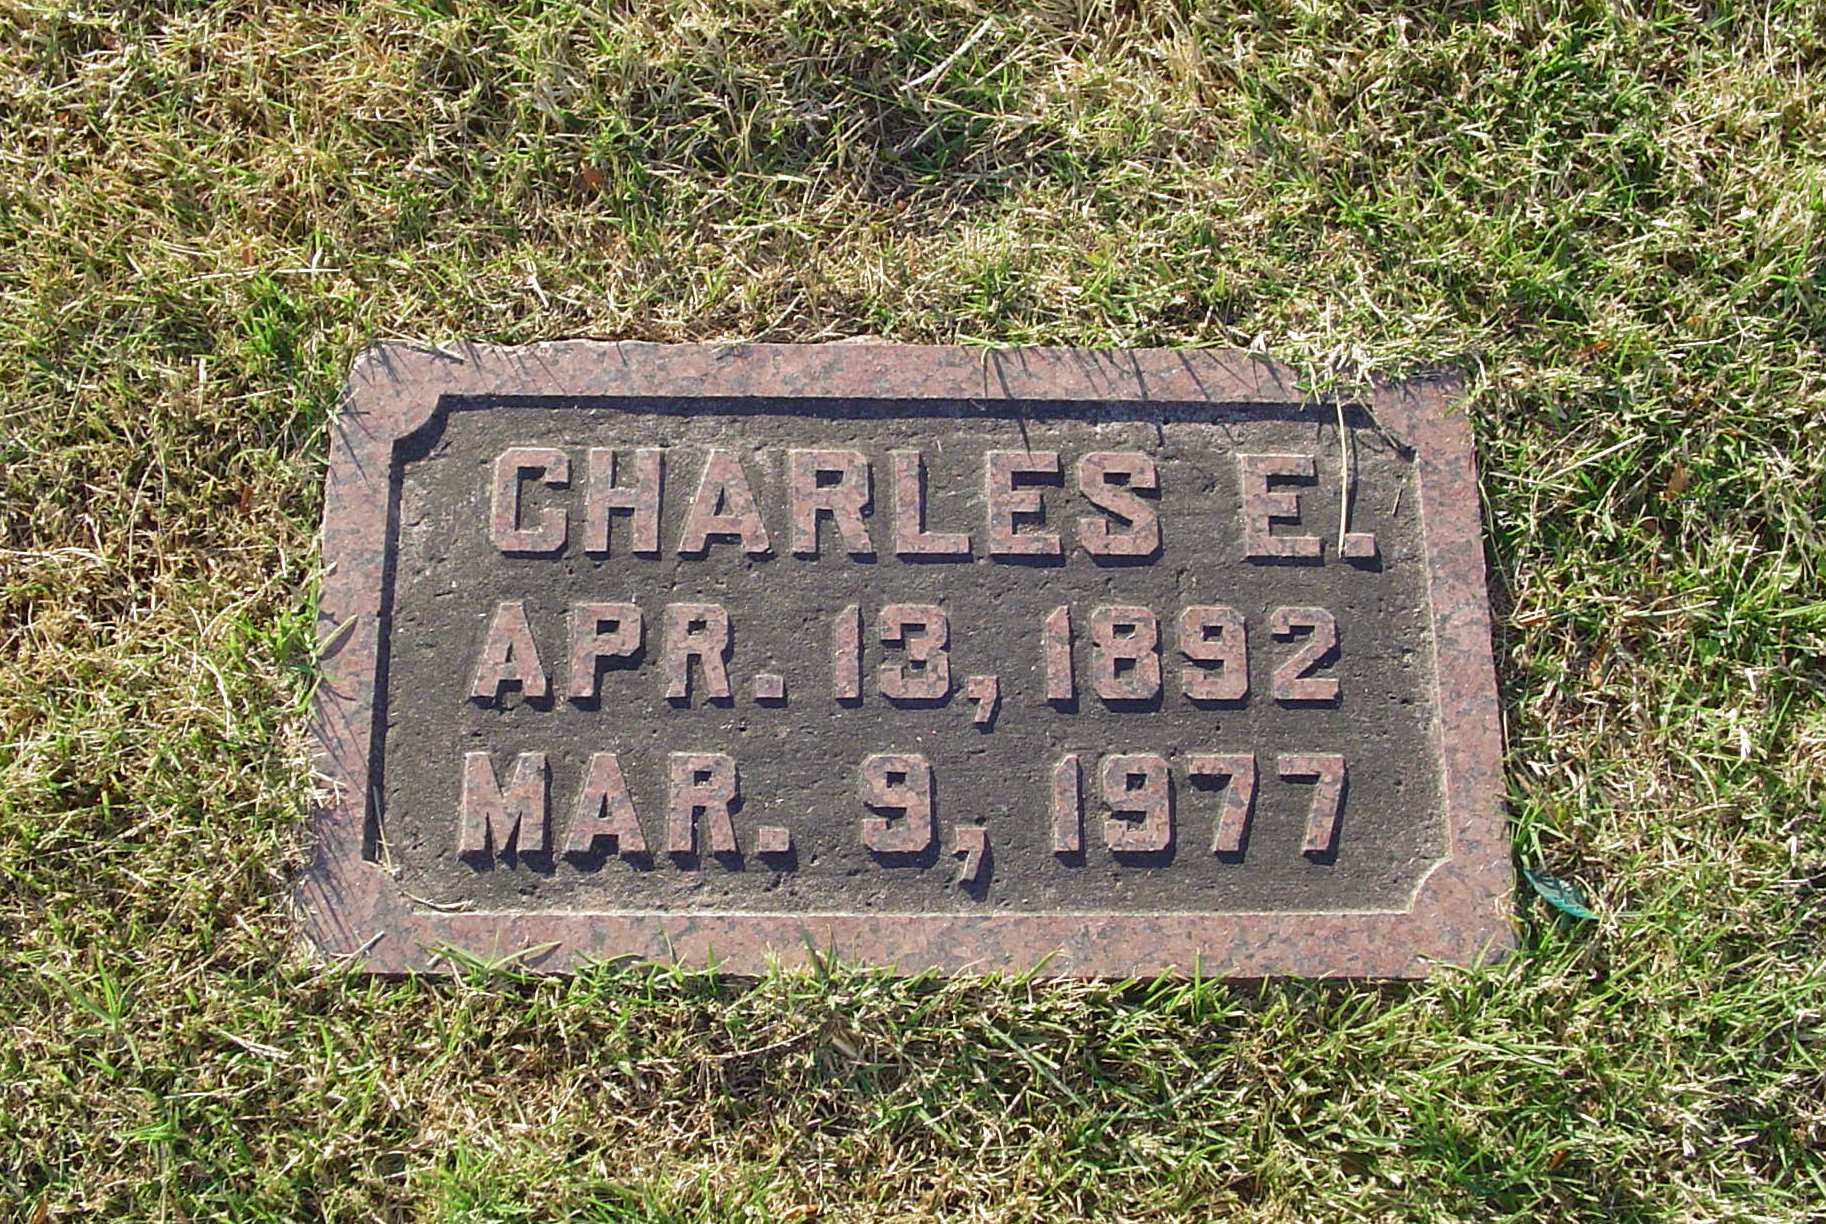 CHARLES E.
APR. 13, 1892
MAR. 9, 1977